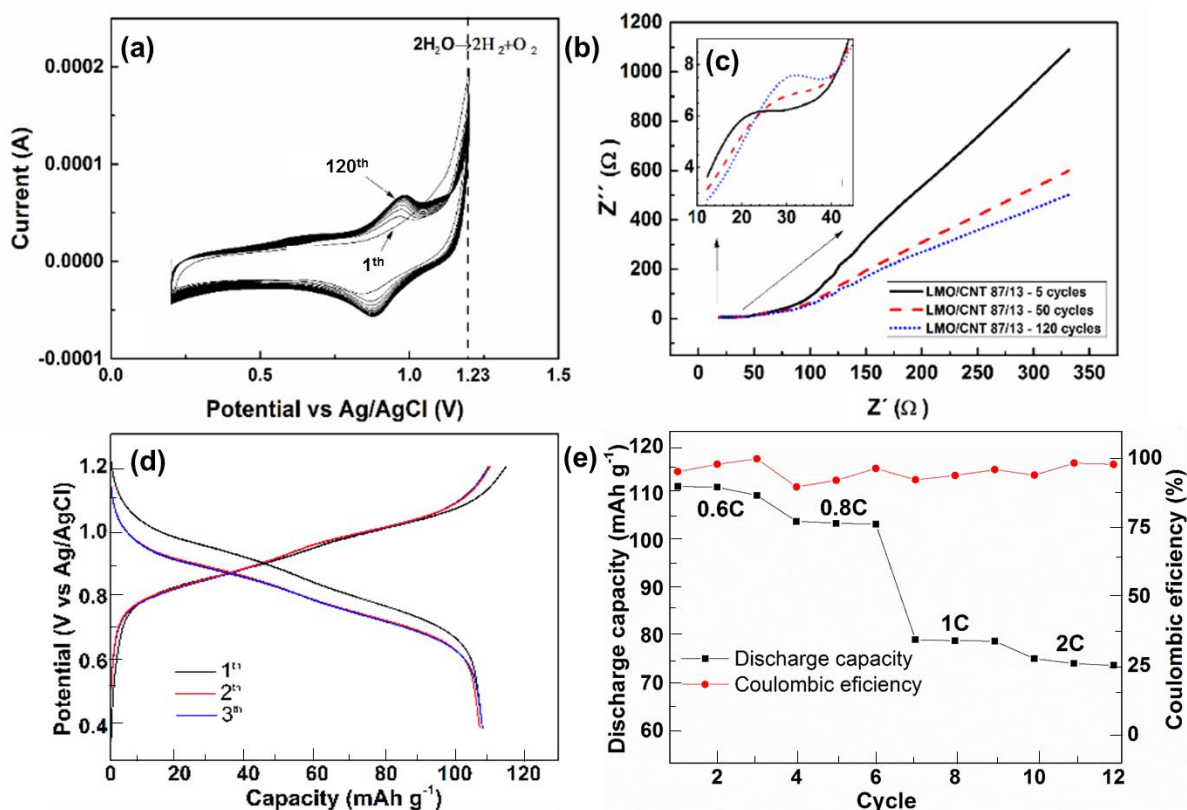 (a)
2H₂O→2H₂+O₂
120th
1th
0.0002
0.0001
0.0000
-0.0001
Current (A)
0.0 0.5 1.0 1.23 1.5
Potential vs Ag/AgCl (V)
(b)
1200
1000
800
600
400
200
0
Z´´ (Ω)
(c)
8
6
4
10 20 30 40
LMO/CNT 87/13 - 5 cycles
LMO/CNT 87/13 - 50 cycles
LMO/CNT 87/13 - 120 cycles
0 50 100 150 200 250 300 350
Z´ (Ω)
(d)
1.2
1.0
0.8
0.6
0.4
Potential (V vs Ag/AgCl)
1th
2th
3th
0 20 40 60 80 100 120
Capacity (mAh g-1)
(e)
120
110
100
90
80
70
60
Discharge capacity (mAh g-1)
0.6C
0.8C
1C
2C
Discharge capacity
Coulombic eficiency
100
75
50
25
0
Coulombic eficiency (%)
2 4 6 8 10 12
Cycle